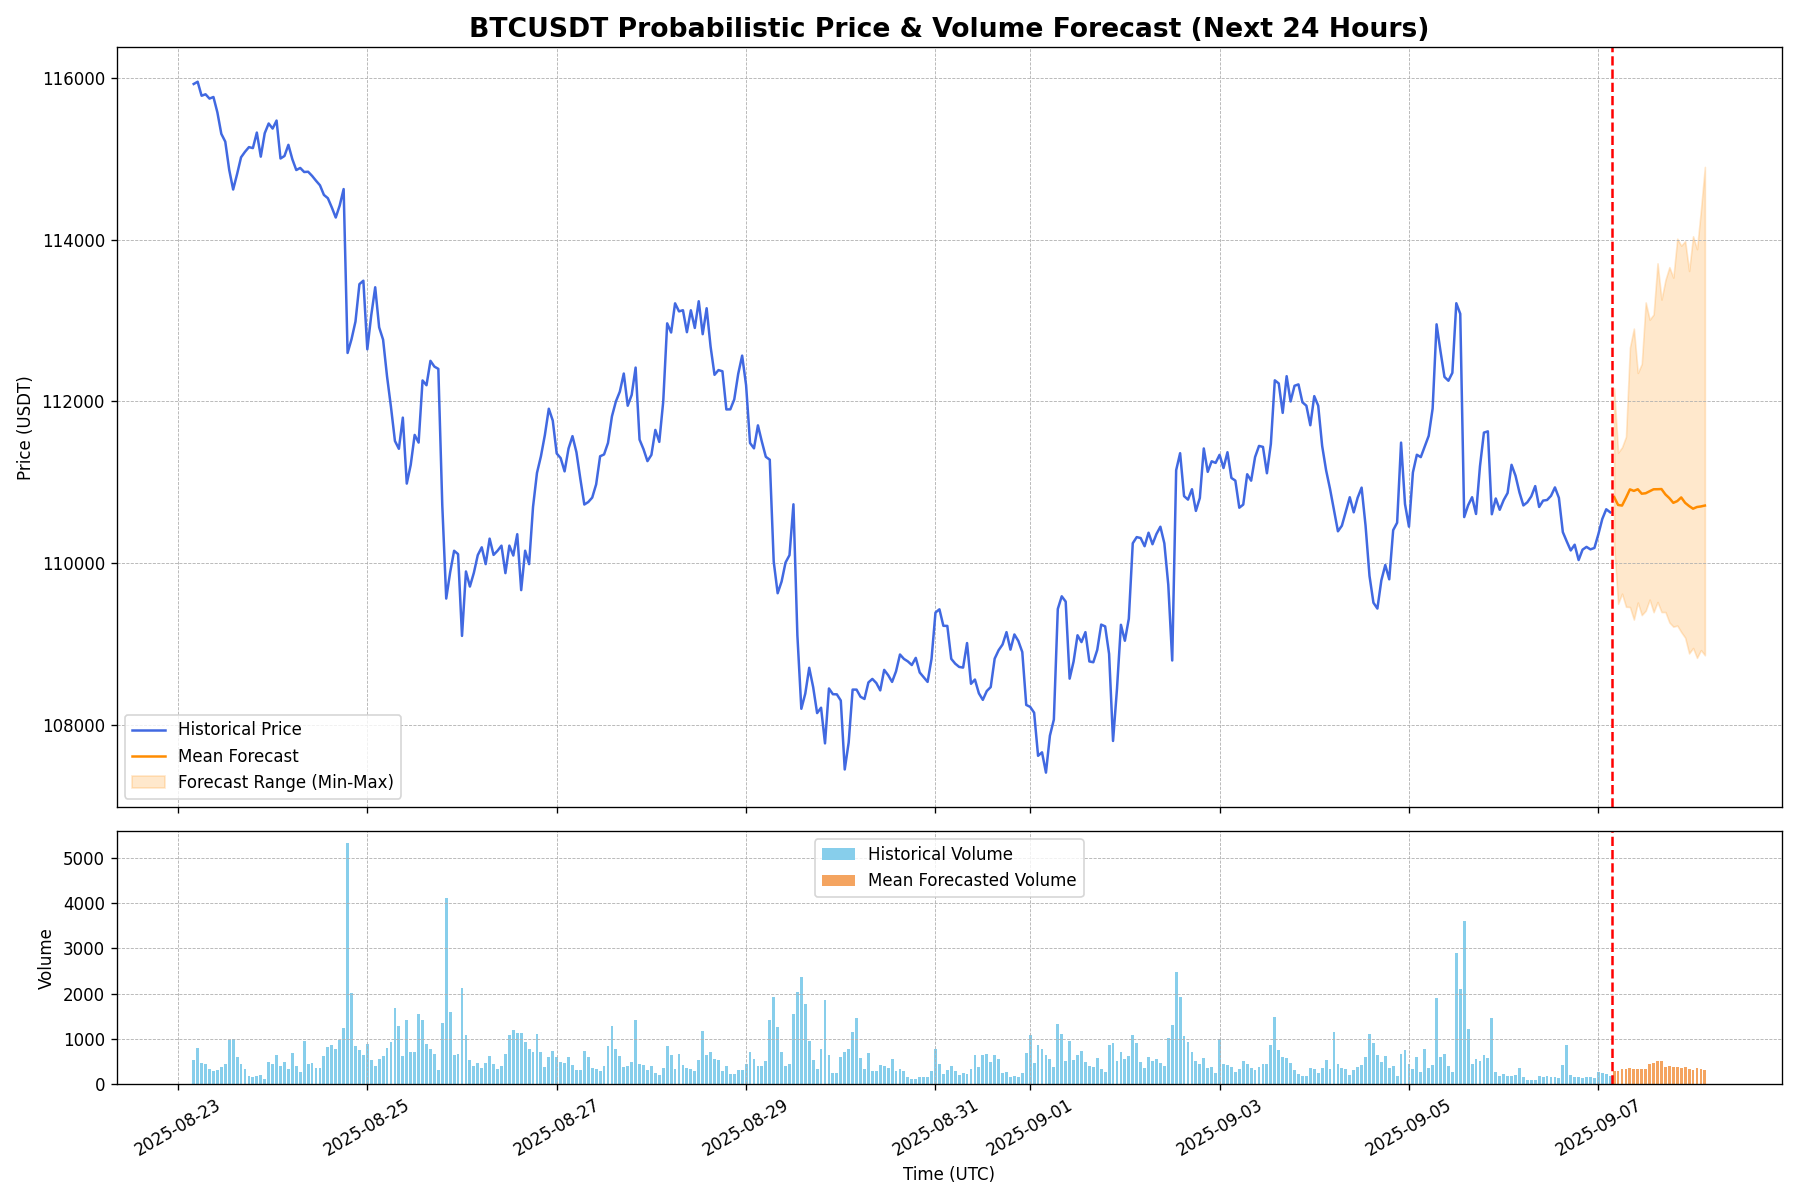 BTCUSDT Probabilistic Price & Volume Forecast (Next 24 Hours)
116000
114000
112000
110000
108000
Price (USDT)
Historical Price
Mean Forecast
Forecast Range (Min-Max)
5000
4000
3000
2000
1000
0
Volume
Historical Volume
Mean Forecasted Volume
2025-08-23
2025-08-25
2025-08-27
2025-08-29
2025-08-31
2025-09-01
2025-09-03
2025-09-05
2025-09-07
Time (UTC)